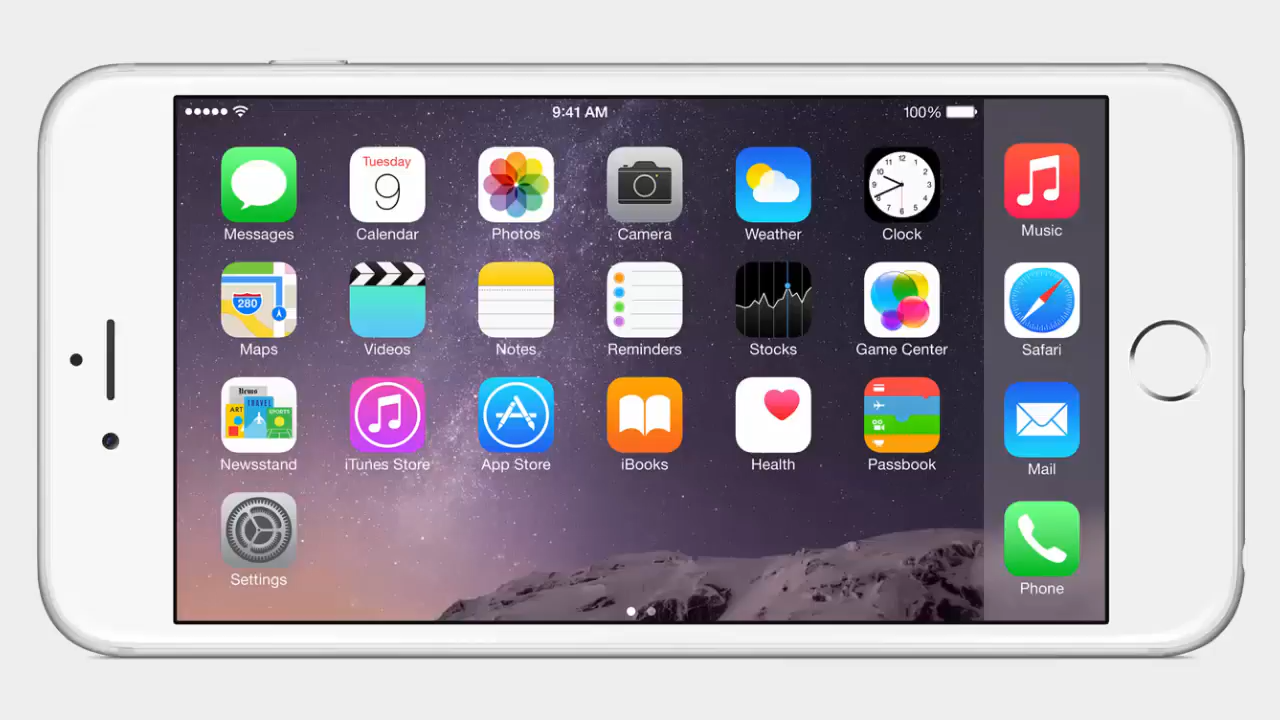 9:41 AM
100%
Tuesday
9
Messages
Calendar
Photos
Camera
Weather
Clock
Music
280
Maps
Videos
Notes
Reminders
Stocks
Game Center
Safari
News
ART
TRAVEL
SPORTS
Newsstand
iTunes Store
App Store
iBooks
Health
Passbook
Mail
Settings
Phone